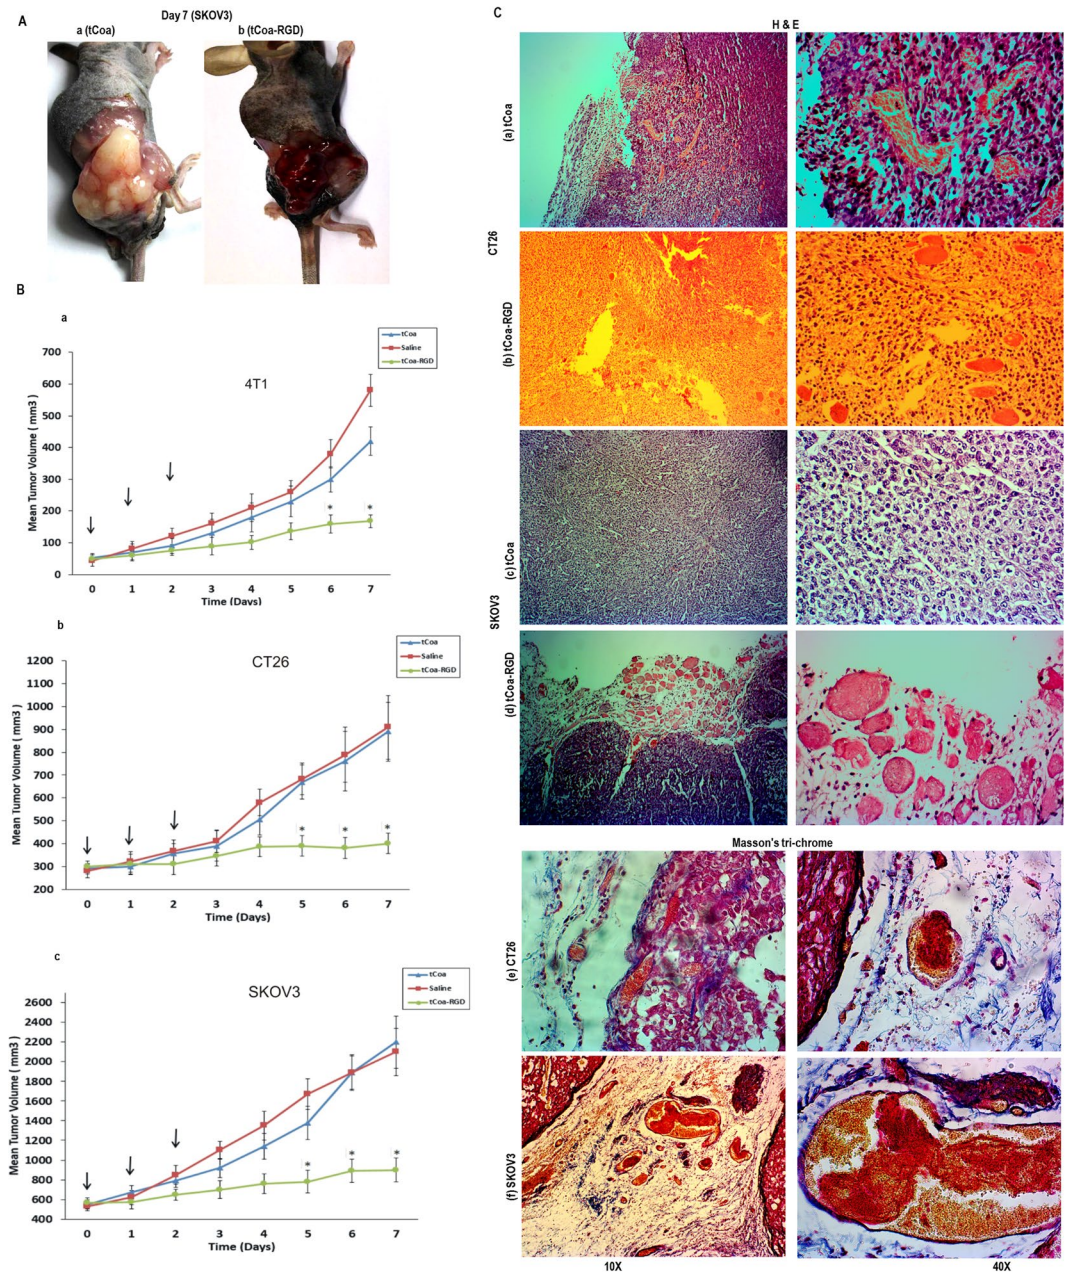 A
Day 7 (SKOV3)
a (tCoa)
b (tCoa-RGD)
B
a
tCoa
Saline
tCoa-RGD
4T1
Mean Tumor Volume ( mm3 )
700
600
500
400
300
200
100
0
* *
0 1 2 3 4 5 6 7
Time (Days)
b
tCoa
Saline
tCoa-RGD
CT26
Mean Tumor Volume ( mm3 )
1200
1100
1000
900
800
700
600
500
400
300
200
* * *
0 1 2 3 4 5 6 7
Time (Days)
c
tCoa
Saline
tCoa-RGD
SKOV3
Mean Tumor Volume ( mm3 )
2600
2400
2200
2000
1800
1600
1400
1200
1000
800
600
400
* * *
0 1 2 3 4 5 6 7
Time (Days)
C
H & E
CT26
(a) tCoa
(b) tCoa-RGD
SKOV3
(c) tCoa
(d) tCoa-RGD
Masson's tri-chrome
(e) CT26
(f) SKOV3
10X
40X